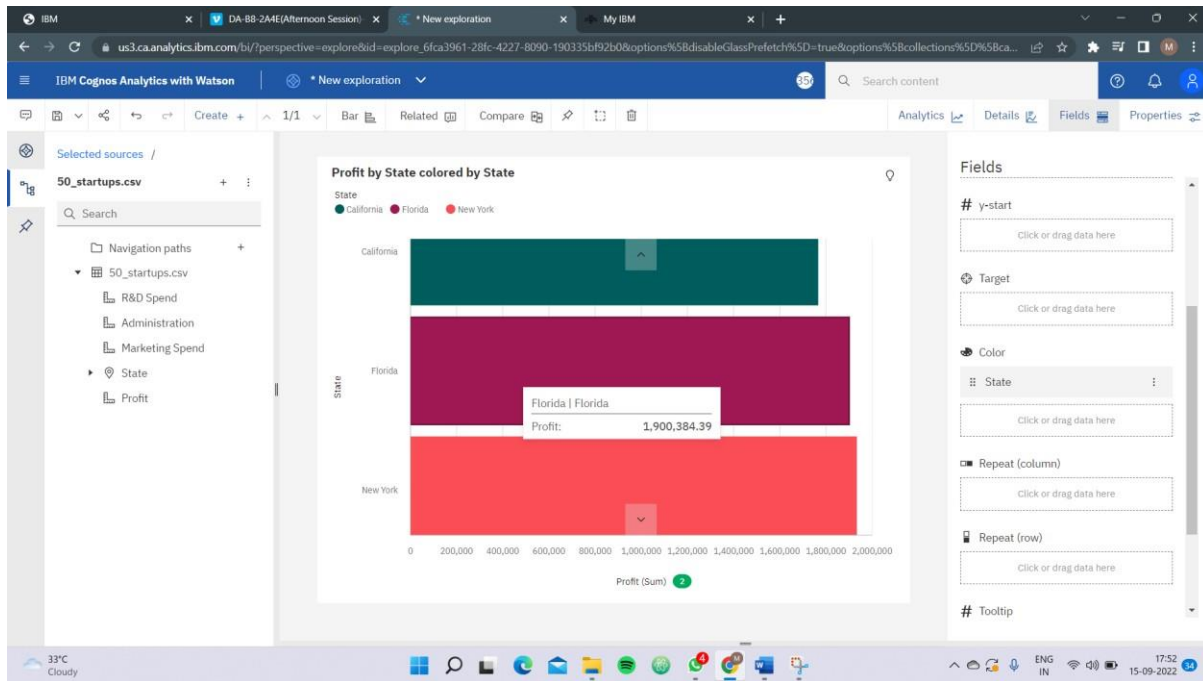 IBM
DA-B8-2A4E(Afternoon Session)
* New exploration
My IBM
us3.ca.analytics.ibm.com/bi/?perspective=explore&id=explore_6fca3961-28fc-4227-8090-190335bf92b0&options%5BdisableGlassPrefetch%5D=true&options%5Bcollections%5D%5Bca...
M
IBM Cognos Analytics with Watson
* New exploration
Search content
Create +
1/1
Bar
Related
Compare
Analytics
Details
Fields
Properties
Selected sources /
50_startups.csv
Search
Navigation paths
50_startups.csv
R&D Spend
Administration
Marketing Spend
State
Profit
Profit by State colored by State
State
California Florida New York
California
Florida
New York
State
Florida | Florida
Profit: 1,900,384.39
0 200,000 400,000 600,000 800,000 1,000,000 1,200,000 1,400,000 1,600,000 1,800,000 2,000,000
Profit (Sum) 2
Fields
# y-start
Click or drag data here
Target
Click or drag data here
Color
State
Click or drag data here
Repeat (column)
Click or drag data here
Repeat (row)
Click or drag data here
# Tooltip
33°C
Cloudy
4
ENG
IN
17:52
15-09-2022
34